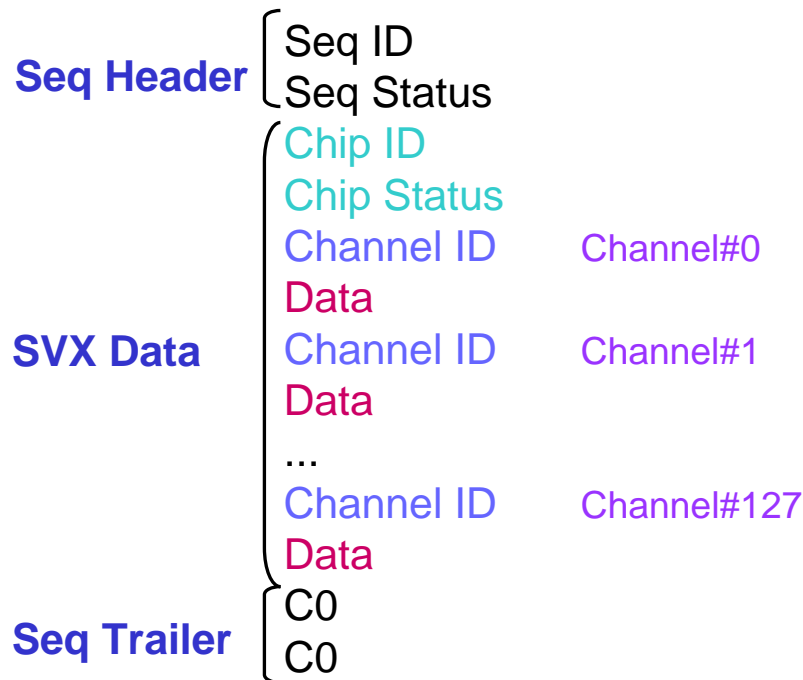 Seq Header
Seq ID
Seq Status
SVX Data
Chip ID
Chip Status
Channel ID Channel#0
Data
Channel ID Channel#1
Data
...
Channel ID Channel#127
Data
Seq Trailer
C0
C0